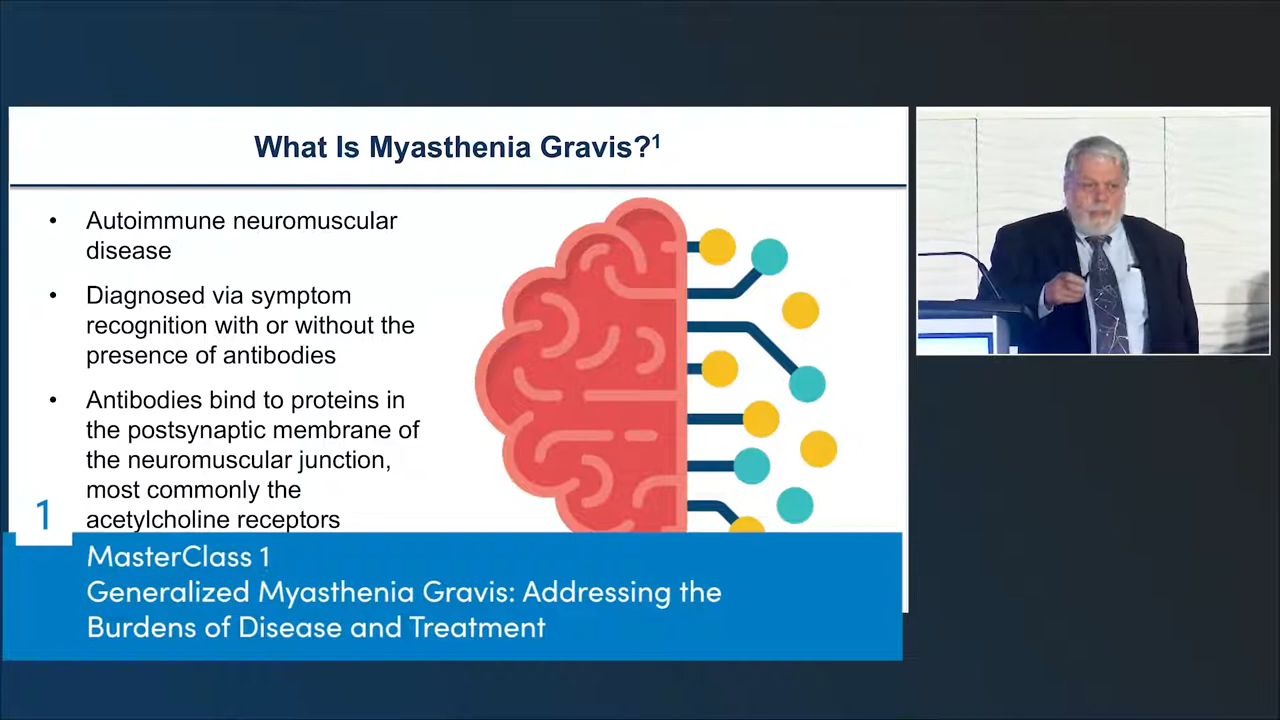 What Is Myasthenia Gravis?¹
• Autoimmune neuromuscular
disease
• Diagnosed via symptom
recognition with or without the
presence of antibodies
• Antibodies bind to proteins in
the postsynaptic membrane of
the neuromuscular junction,
most commonly the
acetylcholine receptors
1
MasterClass 1
Generalized Myasthenia Gravis: Addressing the
Burdens of Disease and Treatment